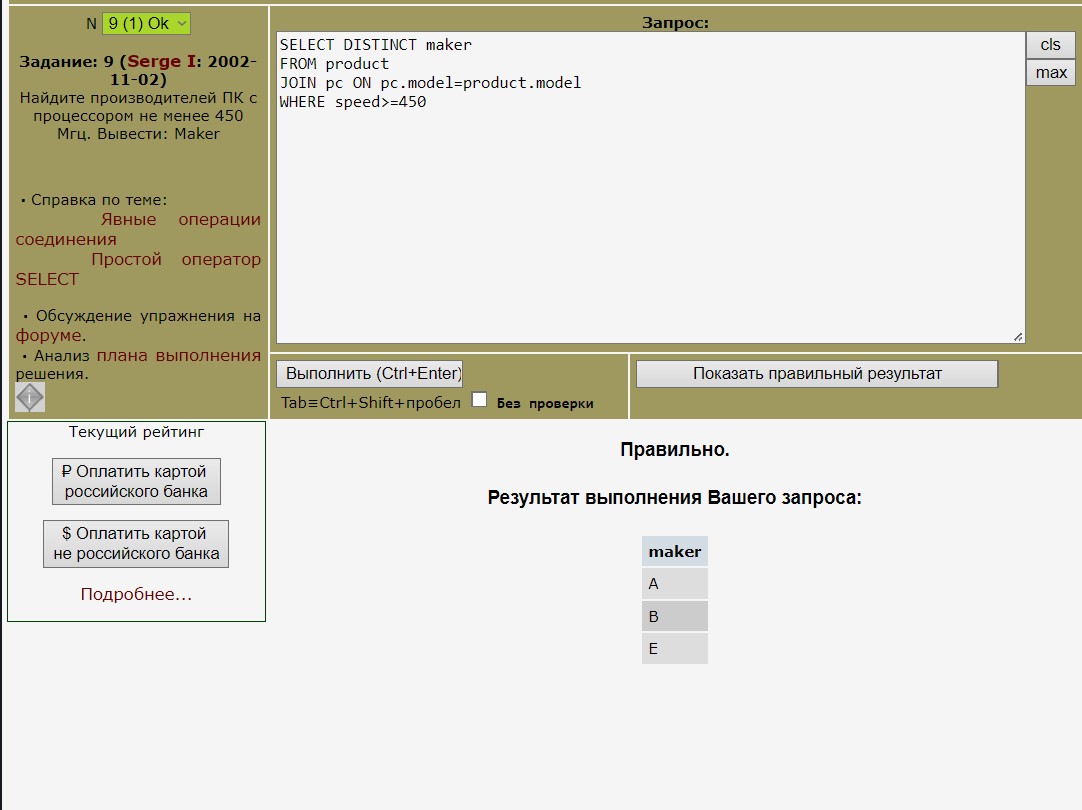 N 9 (1) Ok
Задание: 9 (Serge I: 2002-
11-02)
Найдите производителей ПК с
процессором не менее 450
Мгц. Вывести: Maker
• Справка по теме:
Явные операции
соединения
Простой оператор
SELECT
• Обсуждение упражнения на
форуме.
• Анализ плана выполнения
решения.
Запрос:
SELECT DISTINCT maker
FROM product
JOIN pc ON pc.model=product.model
WHERE speed>=450
cls
max
Выполнить (Ctrl+Enter)
Tab≡Ctrl+Shift+пробел Без проверки
Показать правильный результат
Текущий рейтинг
₽ Оплатить картой
российского банка
$ Оплатить картой
не российского банка
Подробнее...
Правильно.
Результат выполнения Вашего запроса:
maker
A
B
E